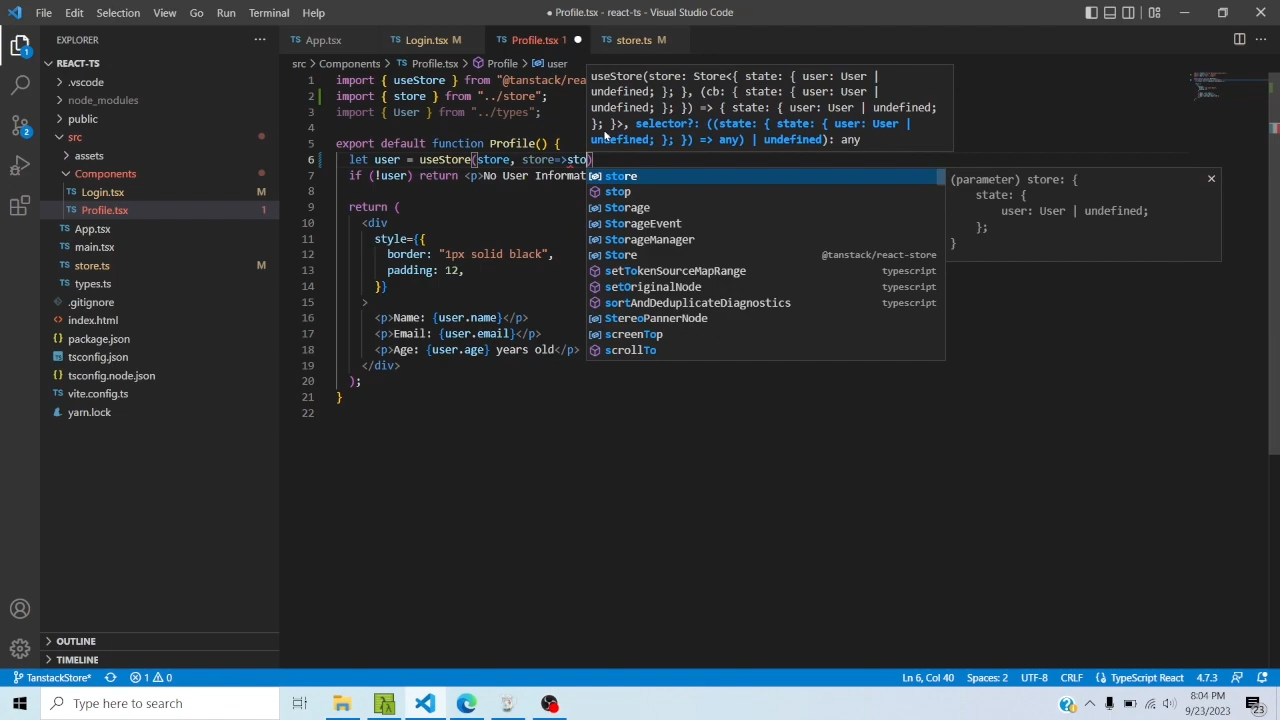 File Edit Selection View Go Run Terminal Help
● Profile.tsx - react-ts - Visual Studio Code
EXPLORER
REACT-TS
.vscode
node_modules
public
src
assets
Components
Login.tsx M
Profile.tsx 1
App.tsx
main.tsx
store.ts M
types.ts
.gitignore
index.html
package.json
tsconfig.json
tsconfig.node.json
vite.config.ts
yarn.lock
OUTLINE
TIMELINE
App.tsx Login.tsx M Profile.tsx 1 ● store.ts M
src > Components > Profile.tsx > Profile > user
1 import { useStore } from "@tanstack/rea
2 import { store } from "../store";
3 import { User } from "../types";
4
5 export default function Profile() {
6 let user = useStore(store, store=>sto)
7 if (!user) return <p>No User Informat
8
9 return (
10 <div
11 style={{
12 border: "1px solid black",
13 padding: 12,
14 }}
15 >
16 <p>Name: {user.name}</p>
17 <p>Email: {user.email}</p>
18 <p>Age: {user.age} years old</p>
19 </div>
20 );
21 }
22
useStore(store: Store<{ state: { user: User |
undefined; }; }, (cb: { state: { user: User |
undefined; }; }) => { state: { user: User | undefined;
}; }>, selector?: ((state: { state: { user: User |
undefined; }; }) => any) | undefined): any
store
stop
Storage
StorageEvent
StorageManager
Store @tanstack/react-store
setTokenSourceMapRange typescript
setOriginalNode typescript
sortAndDeduplicateDiagnostics typescript
StereoPannerNode
screenTop
scrollTo
(parameter) store: {
state: {
user: User | undefined;
};
}
TanstackStore* 1 0 Ln 6, Col 40 Spaces: 2 UTF-8 CRLF {} TypeScript React 4.7.3
Type here to search
8:04 PM
9/23/2023
23